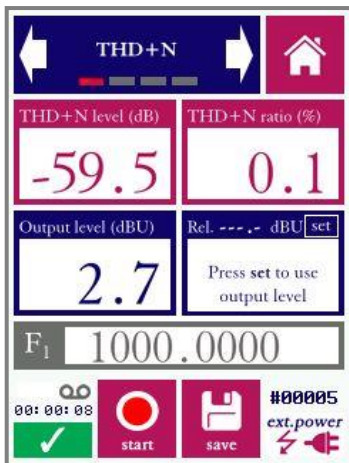 THD+N
THD+N level (dB)
-59.5
THD+N ratio (%)
0.1
Output level (dBU)
2.7
Rel. ---.- dBU set
Press set to use
output level
F1 1000.0000
00:00:08
start
save
#00005
ext.power